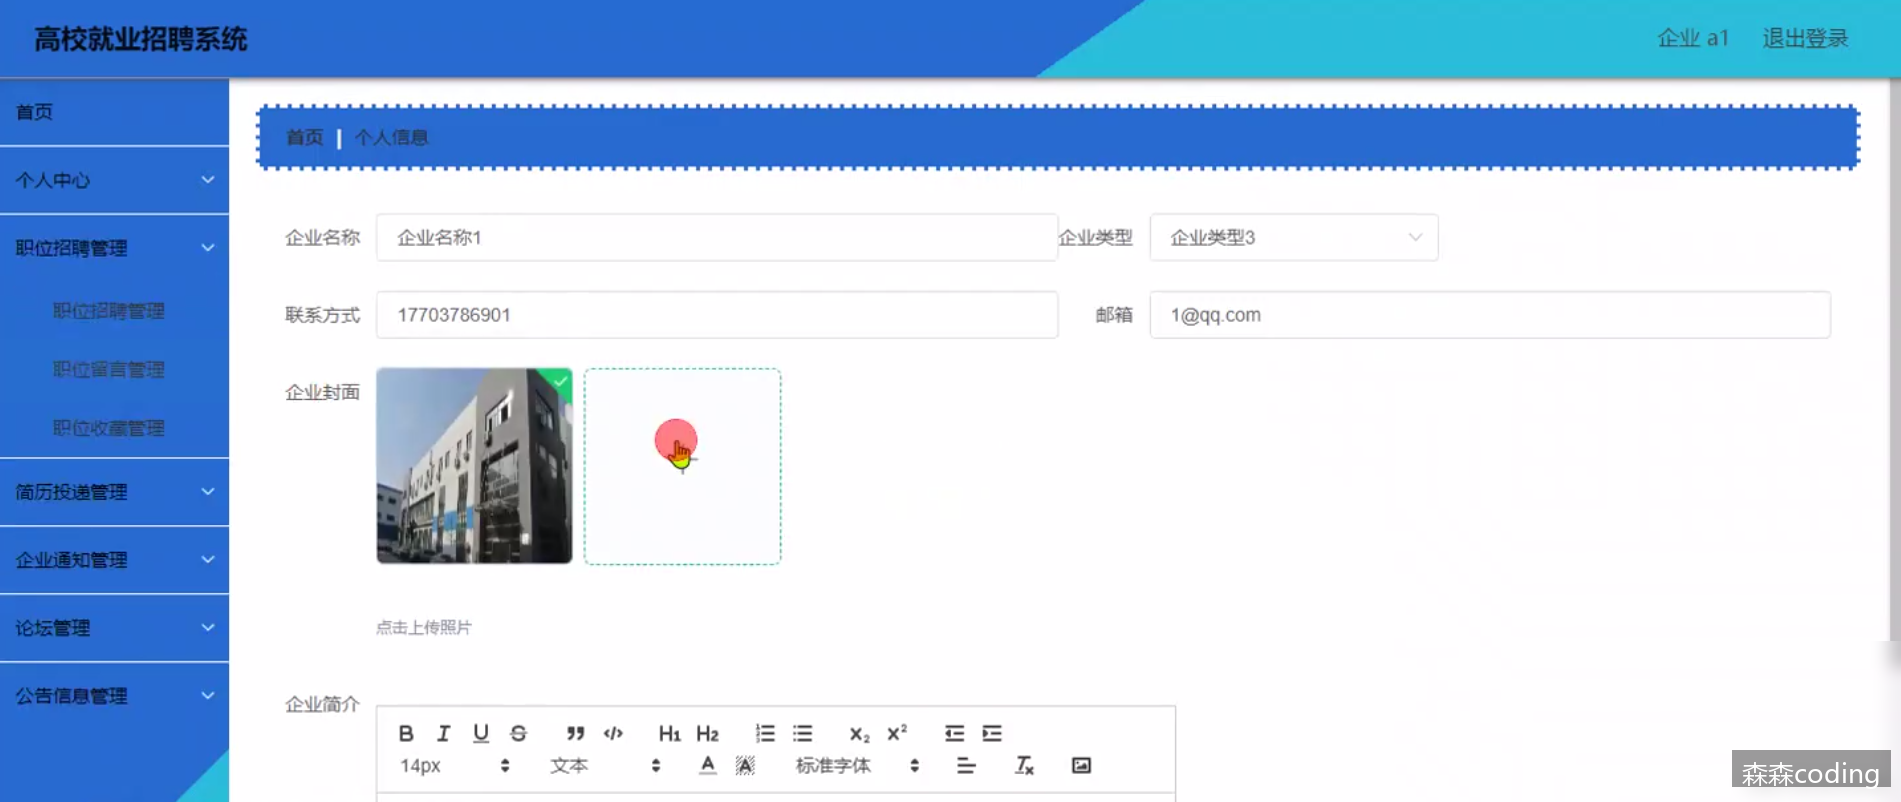 高校就业招聘系统
企业 a1 退出登录
首页
个人中心
职位招聘管理
职位招聘管理
职位留言管理
职位收藏管理
简历投递管理
企业通知管理
论坛管理
公告信息管理
首页 | 个人信息
企业名称 企业名称1 企业类型 企业类型3
联系方式 17703786901 邮箱 1@qq.com
企业封面
点击上传照片
企业简介
B I U S ” </> H1 H2 x₂ x²
14px 文本 A A 标准字体 Tx
森森coding